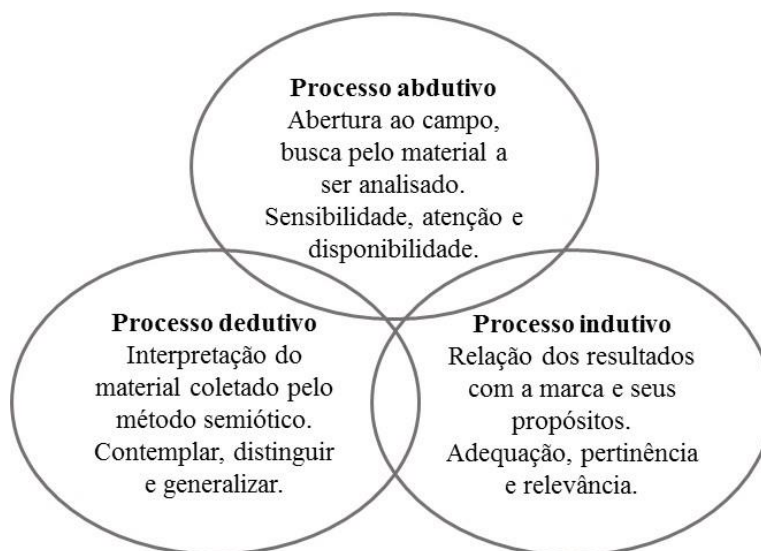 Processo abdutivo
Abertura ao campo,
busca pelo material a
ser analisado.
Sensibilidade, atenção e
disponibilidade.
Processo dedutivo
Interpretação do
material coletado pelo
método semiótico.
Contemplar, distinguir
e generalizar.
Processo indutivo
Relação dos resultados
com a marca e seus
propósitos.
Adequação, pertinência
e relevância.